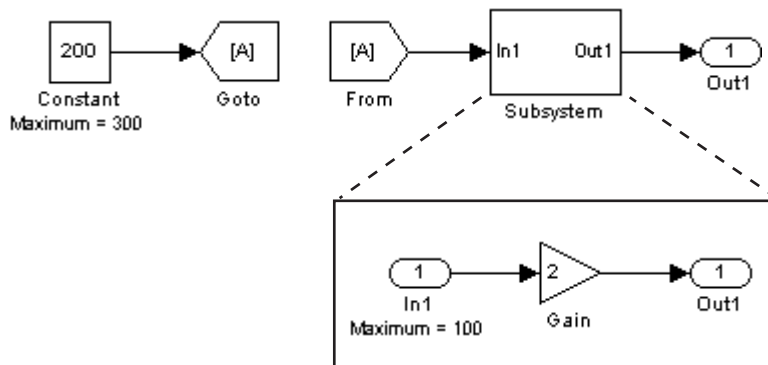 200
[A]
[A]
In1
Out1
1
Constant
Goto
From
Out1
Maximum = 300
Subsystem
1
2
1
In1
Gain
Out1
Maximum = 100